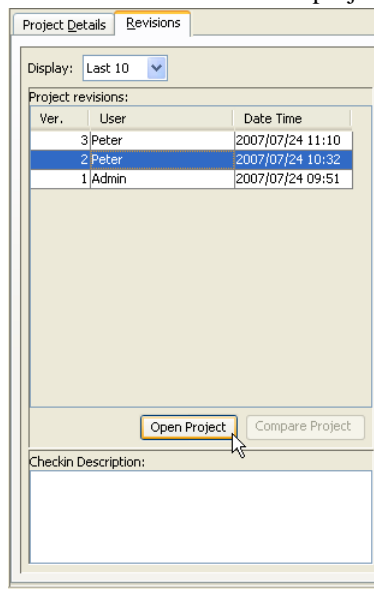 proj
Project Details Revisions
Display: Last 10
Project revisions:
Ver. User Date Time
3 Peter 2007/07/24 11:10
2 Peter 2007/07/24 10:32
1 Admin 2007/07/24 09:51
Open Project Compare Project
Checkin Description: